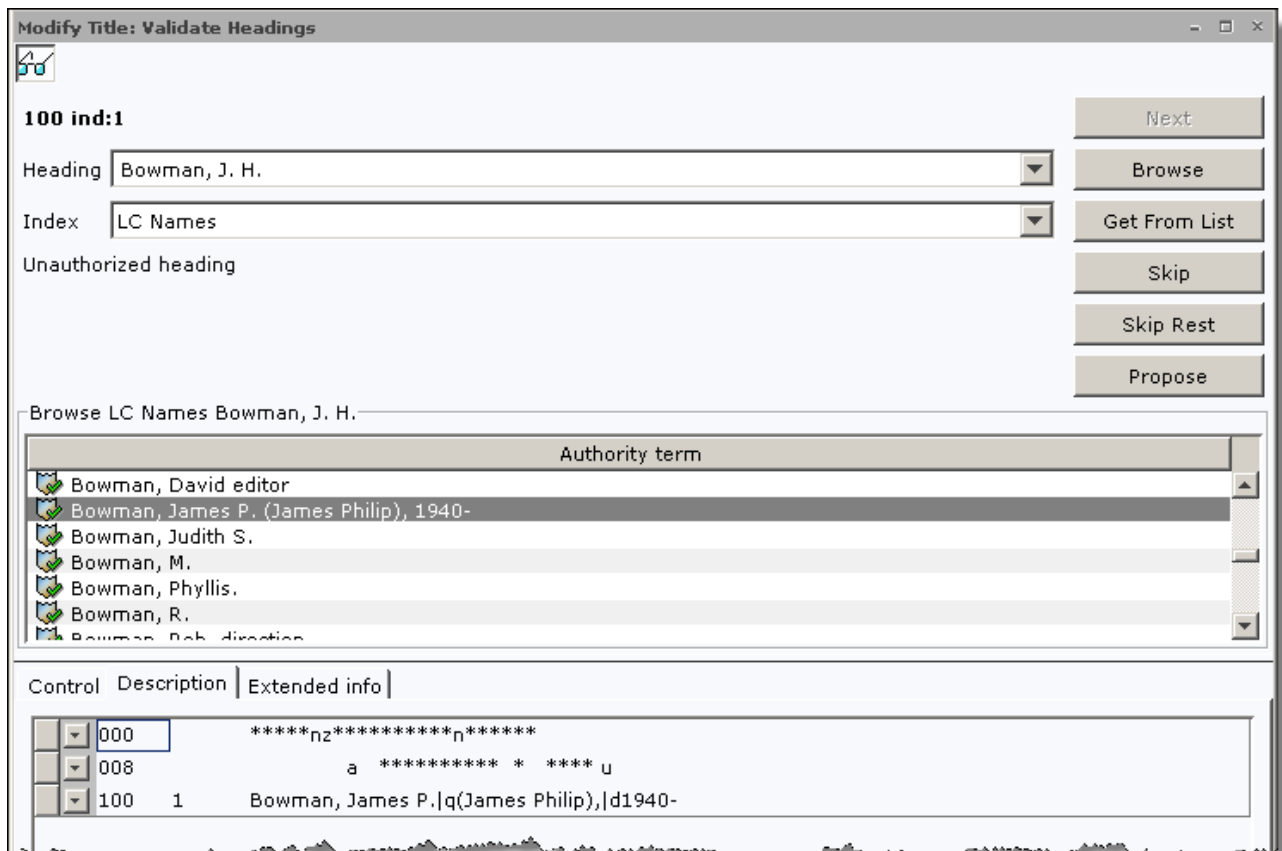 Modify Title: Validate Headings
100 ind:1
Next
Heading Bowman, J. H.
Browse
Index LC Names
Get From List
Unauthorized heading
Skip
Skip Rest
Propose
Browse LC Names Bowman, J. H.
Authority term
Bowman, David editor
Bowman, James P. (James Philip), 1940-
Bowman, Judith S.
Bowman, M.
Bowman, Phyllis.
Bowman, R.
Bowman, Rob. direction
Control Description Extended info
000 *****nz**********n******
008 a ********** * **** u
100 1 Bowman, James P.|q(James Philip),|d1940-